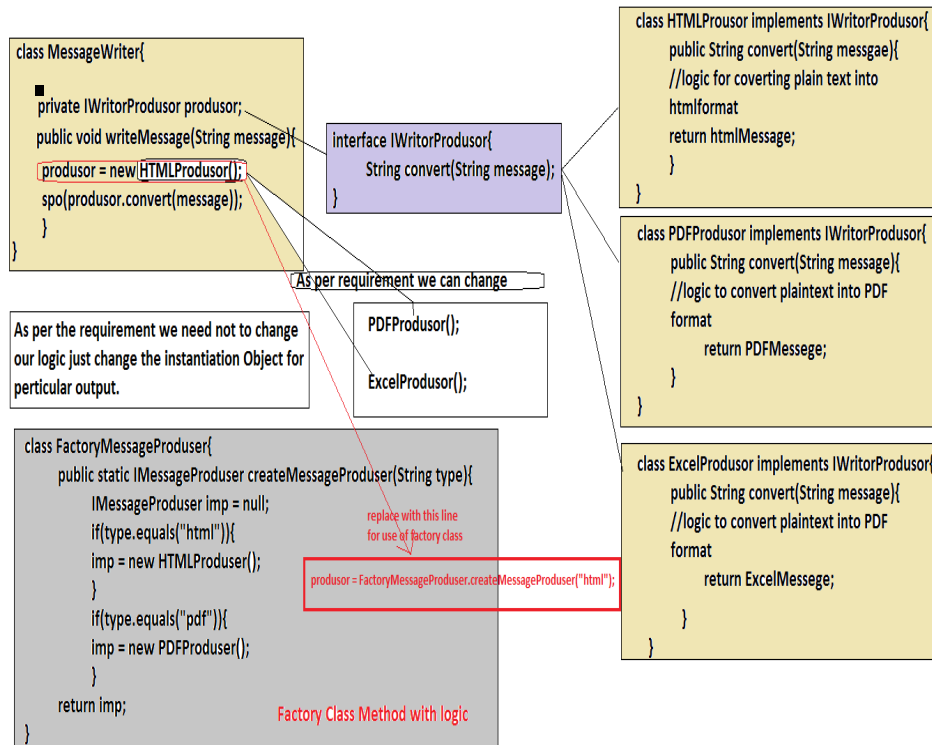 class MessageWriter{
private IWritorProdusor produsor;
public void writeMessage(String message){
produsor = new HTMLProdusor();
spo(produsor.convert(message));
}
}
interface IWritorProdusor{
String convert(String message);
}
class HTMLProusor implements IWritorProdusor{
public String convert(String messgae){
//logic for coverting plain text into
htmlformat
return htmlMessage;
}
}
class PDFProdusor implements IWritorProdusor{
public String convert(String message){
//logic to convert plaintext into PDF
format
return PDFMessege;
}
}
class ExcelProdusor implements IWritorProdusor{
public String convert(String message){
//logic to convert plaintext into PDF
format
return ExcelMessege;
}
}
As per requirement we can change
PDFProdusor();
ExcelProdusor();
As per the requirement we need not to change
our logic just change the instantiation Object for
perticular output.
class FactoryMessageProduser{
public static IMessageProduser createMessageProduser(String type){
IMessageProduser imp = null;
if(type.equals("html")){
imp = new HTMLProduser();
}
if(type.equals("pdf")){
imp = new PDFProduser();
}
return imp;
}
Factory Class Method with logic
replace with this line
for use of factory class
produsor = FactoryMessageProduser.createMessageProduser("html");